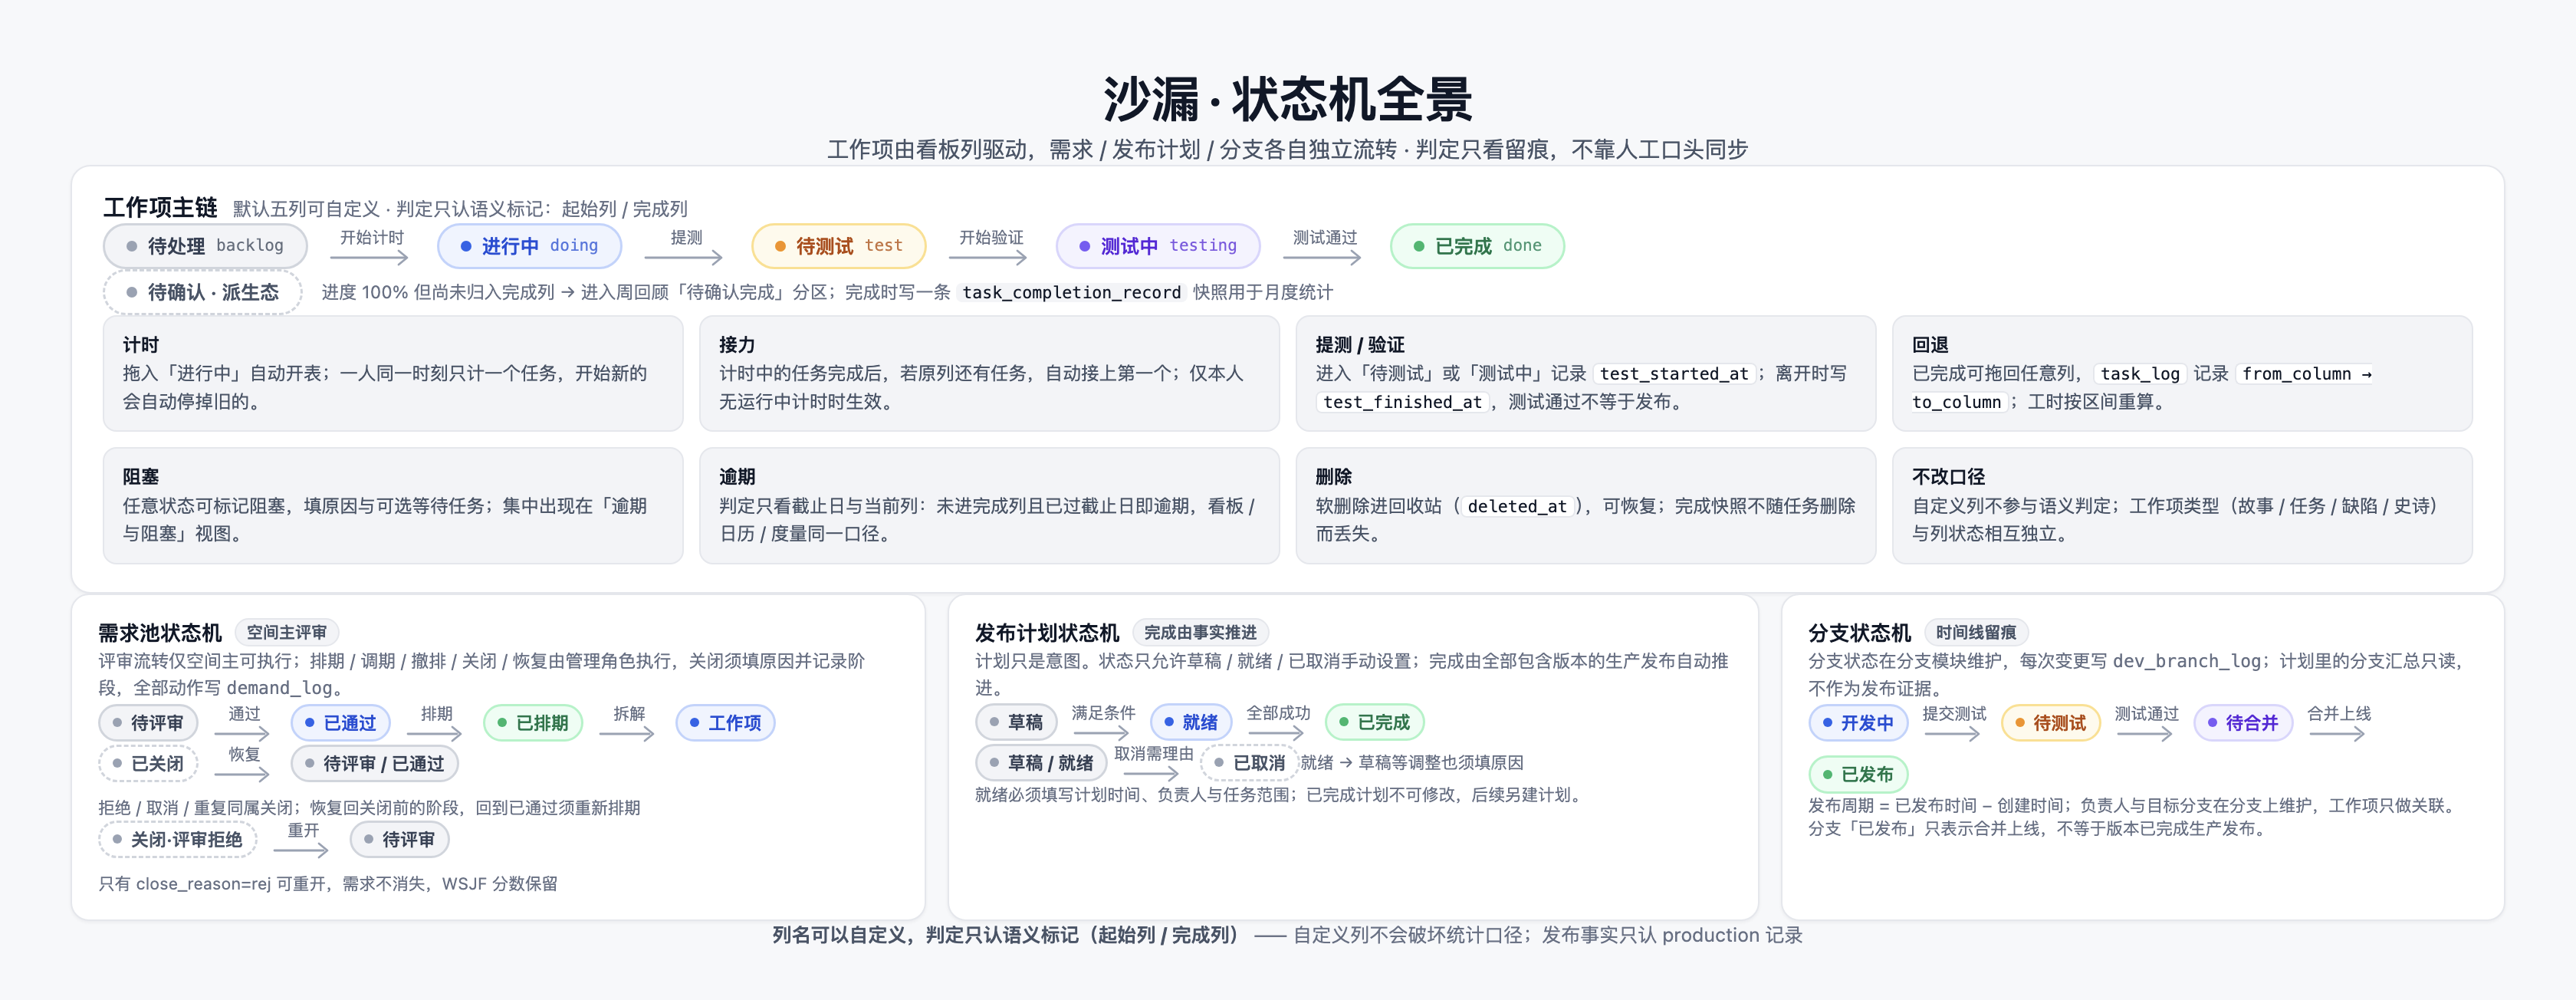 沙漏·状态机全景
工作项由看板列驱动，需求 / 发布计划 / 分支各自独立流转 · 判定只看留痕，不靠人工口头同步
工作项主链 默认五列可自定义 · 判定只认语义标记：起始列 / 完成列
待处理 backlog 开始计时 进行中 doing 提测 待测试 test 开始验证 测试中 testing 测试通过 已完成 done
待确认 · 派生态 进度 100% 但尚未归入完成列 → 进入周回顾「待确认完成」分区；完成时写一条 task_completion_record 快照用于月度统计
计时
拖入「进行中」自动开表；一人同一时刻只计一个任务，开始新的
会自动停掉旧的。
接力
计时中的任务完成后，若原列还有任务，自动接上第一个；仅本人
无运行中计时时生效。
提测 / 验证
进入「待测试」或「测试中」记录 test_started_at；离开时写
test_finished_at，测试通过不等于发布。
回退
已完成可拖回任意列，task_log 记录 from_column →
to_column；工时按区间重算。
阻塞
任意状态可标记阻塞，填原因与可选等待任务；集中出现在「逾期
与阻塞」视图。
逾期
判定只看截止日与当前列：未进完成列且已过截止日即逾期，看板 /
日历 / 度量同一口径。
删除
软删除进回收站（deleted_at），可恢复；完成快照不随任务删除
而丢失。
不改口径
自定义列不参与语义判定；工作项类型（故事 / 任务 / 缺陷 / 史诗）
与列状态相互独立。
需求池状态机 空间主评审
评审流转仅空间主可执行；排期 / 调期 / 撤排 / 关闭 / 恢复由管理角色执行，关闭须填原因并记录阶
段，全部动作写 demand_log。
待评审 通过 已通过 排期 已排期 拆解 工作项
已关闭 恢复 待评审 / 已通过
拒绝 / 取消 / 重复同属关闭；恢复回关闭前的阶段，回到已通过须重新排期
关闭·评审拒绝 重开 待评审
只有 close_reason=rej 可重开，需求不消失，WSJF 分数保留
发布计划状态机 完成由事实推进
计划只是意图。状态只允许草稿 / 就绪 / 已取消手动设置；完成由全部包含版本的生产发布自动推
进。
草稿 满足条件 就绪 全部成功 已完成
草稿 / 就绪 取消需理由 已取消 就绪 → 草稿等调整也须填原因
就绪必须填写计划时间、负责人与任务范围；已完成计划不可修改，后续另建计划。
分支状态机 时间线留痕
分支状态在分支模块维护，每次变更写 dev_branch_log；计划里的分支汇总只读，
不作为发布证据。
开发中 提交测试 待测试 测试通过 待合并 合并上线
已发布
发布周期 = 已发布时间 − 创建时间；负责人与目标分支在分支上维护，工作项只做关联。
分支「已发布」只表示合并上线，不等于版本已完成生产发布。
列名可以自定义，判定只认语义标记（起始列 / 完成列） —— 自定义列不会破坏统计口径；发布事实只认 production 记录